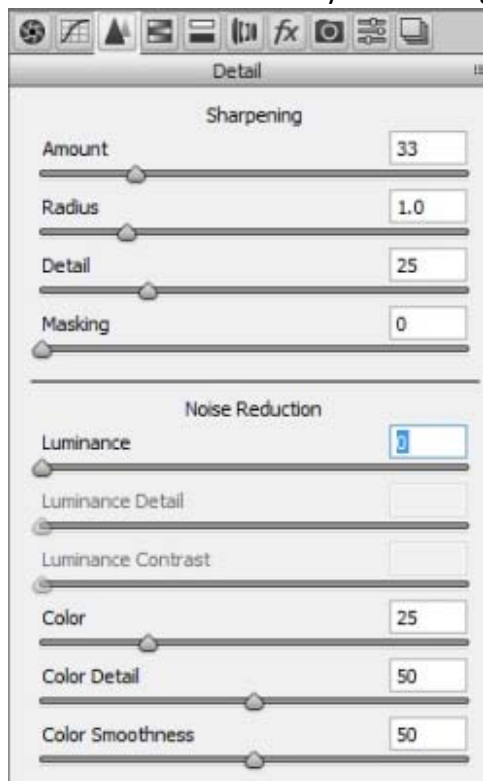 fx
Detail
Sharpening
Amount 33
Radius 1.0
Detail 25
Masking 0
Noise Reduction
Luminance 0
Luminance Detail
Luminance Contrast
Color 25
Color Detail 50
Color Smoothness 50